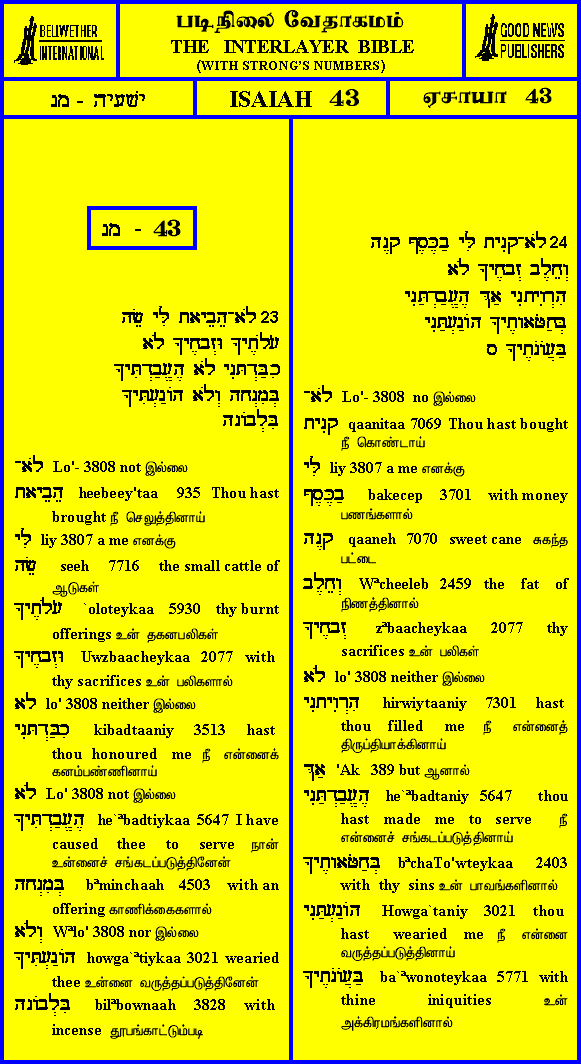 BELLWETHER
INTERNATIONAL
படிநிலை வேதாகமம்
THE INTERLAYER BIBLE
(WITH STRONG'S NUMBERS)
GOOD NEWS
PUBLISHERS
ישעיה - מג
ISAIAH 43
ஏசாயா 43
מג - 43
23 לֹא־הֵבֵיאתָ לִּי שֵׂה
עֹלֹתֶיךָ וּזְבָחֶיךָ לֹא
כִבַּדְתָּנִי לֹא הֶעֱבַדְתִּיךָ
בְּמִנְחָה וְלֹא הוֹגַעְתִּיךָ
בִּלְבוֹנָה
לֹא־ Lo'- 3808 not இல்லை
הֵבֵיאתָ heebeey'taa 935 Thou hast
brought நீ செலுத்தினாய்
לִּי liy 3807 a me எனக்கு
שֵׂה seeh 7716 the small cattle of
ஆடுகள்
עֹלֹתֶיךָ `oloteykaa 5930 thy burnt
offerings உன் தகனபலிகள்
וּזְבָחֶיךָ Uwzbaacheykaa 2077 with
thy sacrifices உன் பலிகளால்
לֹא lo' 3808 neither இல்லை
כִבַּדְתָּנִי kibadtaaniy 3513 hast
thou honoured me நீ என்னைக்
கனம்பண்ணினாய்
לֹא Lo' 3808 not இல்லை
הֶעֱבַדְתִּיךָ he`ᵃbadtiykaa 5647 I have
caused thee to serve நான்
உன்னைச் சங்கடப்படுத்தினேன்
בְּמִנְחָה bᵃminchaah 4503 with an
offering காணிக்கைகளால்
וְלֹא Wᵃlo' 3808 nor இல்லை
הוֹגַעְתִּיךָ howga`ᵃtiykaa 3021 wearied
thee உன்னை வருத்தப்படுத்தினேன்
בִּלְבוֹנָה bilᵃbownaah 3828 with
incense தூபங்காட்டும்படி
24 לֹא־קָנִיתָ לִּי בַכֶּסֶף קָנֶה
וְחֵלֶב זְבָחֶיךָ לֹא
הִרְוִיתָנִי אַךְ הֶעֱבַדְתַּנִי
בְּחַטֹּאותֶיךָ הוֹגַעְתַּנִי
בַּעֲוֹנֹתֶיךָ ס
לֹא־ Lo'- 3808 no இல்லை
קָנִיתָ qaanitaa 7069 Thou hast bought
நீ கொண்டாய்
לִּי liy 3807 a me எனக்கு
בַכֶּסֶף bakecep 3701 with money
பணங்களால்
קָנֶה qaaneh 7070 sweet cane சுகந்த
பட்டை
וְחֵלֶב Wᵃcheeleb 2459 the fat of
நிணத்தினால்
זְבָחֶיךָ zᵃbaacheykaa 2077 thy
sacrifices உன் பலிகள்
לֹא lo' 3808 neither இல்லை
הִרְוִיתָנִי hirwiytaaniy 7301 hast
thou filled me நீ என்னைத்
திருப்தியாக்கினாய்
אַךְ 'Ak 389 but ஆனால்
הֶעֱבַדְתַּנִי he`ᵃbadtaniy 5647 thou
hast made me to serve நீ
என்னைச் சங்கடப்படுத்தினாய்
בְּחַטֹּאותֶיךָ bᵃchaTo'wteykaa 2403
with thy sins உன் பாவங்களினால்
הוֹגַעְתַּנִי Howga`taniy 3021 thou
hast wearied me நீ என்னை
வருத்தப்படுத்தினாய்
בַּעֲוֹנֹתֶיךָ ba`ᵃwonoteykaa 5771 with
thine iniquities உன்
அக்கிரமங்களினால்